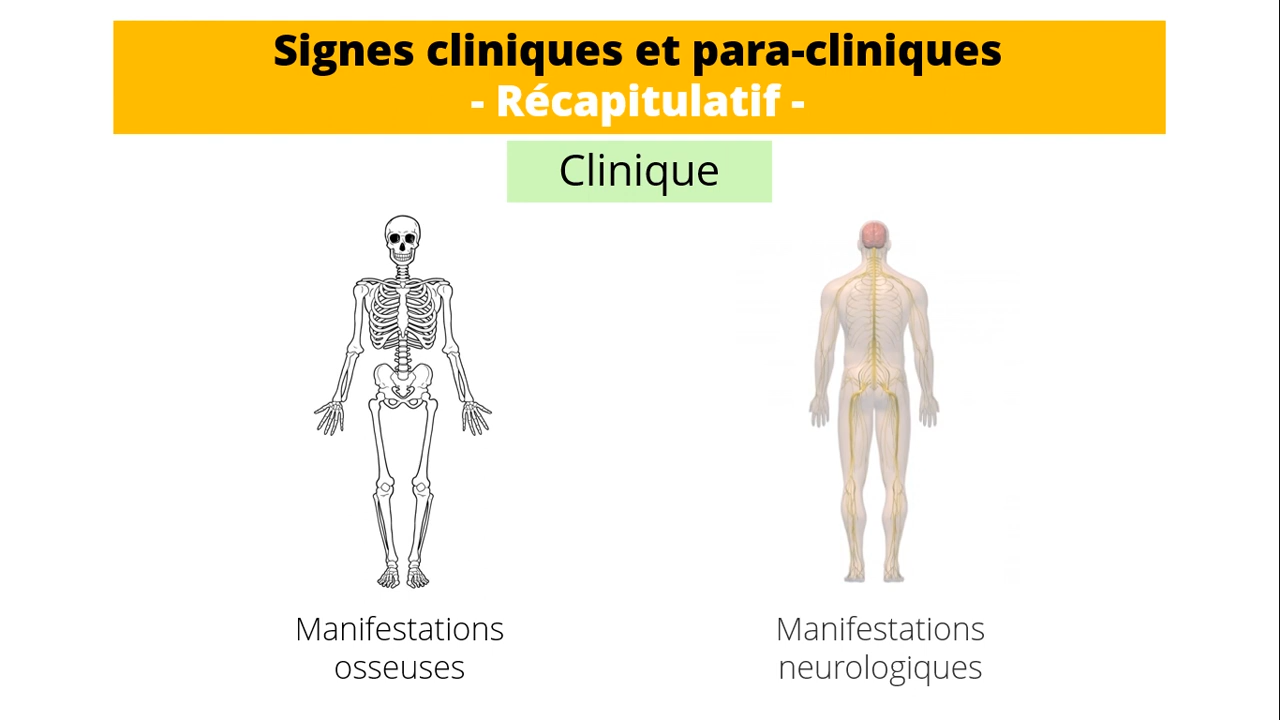 Signes cliniques et para-cliniques
- Récapitulatif -
Clinique
Manifestations
osseuses
Manifestations
neurologiques